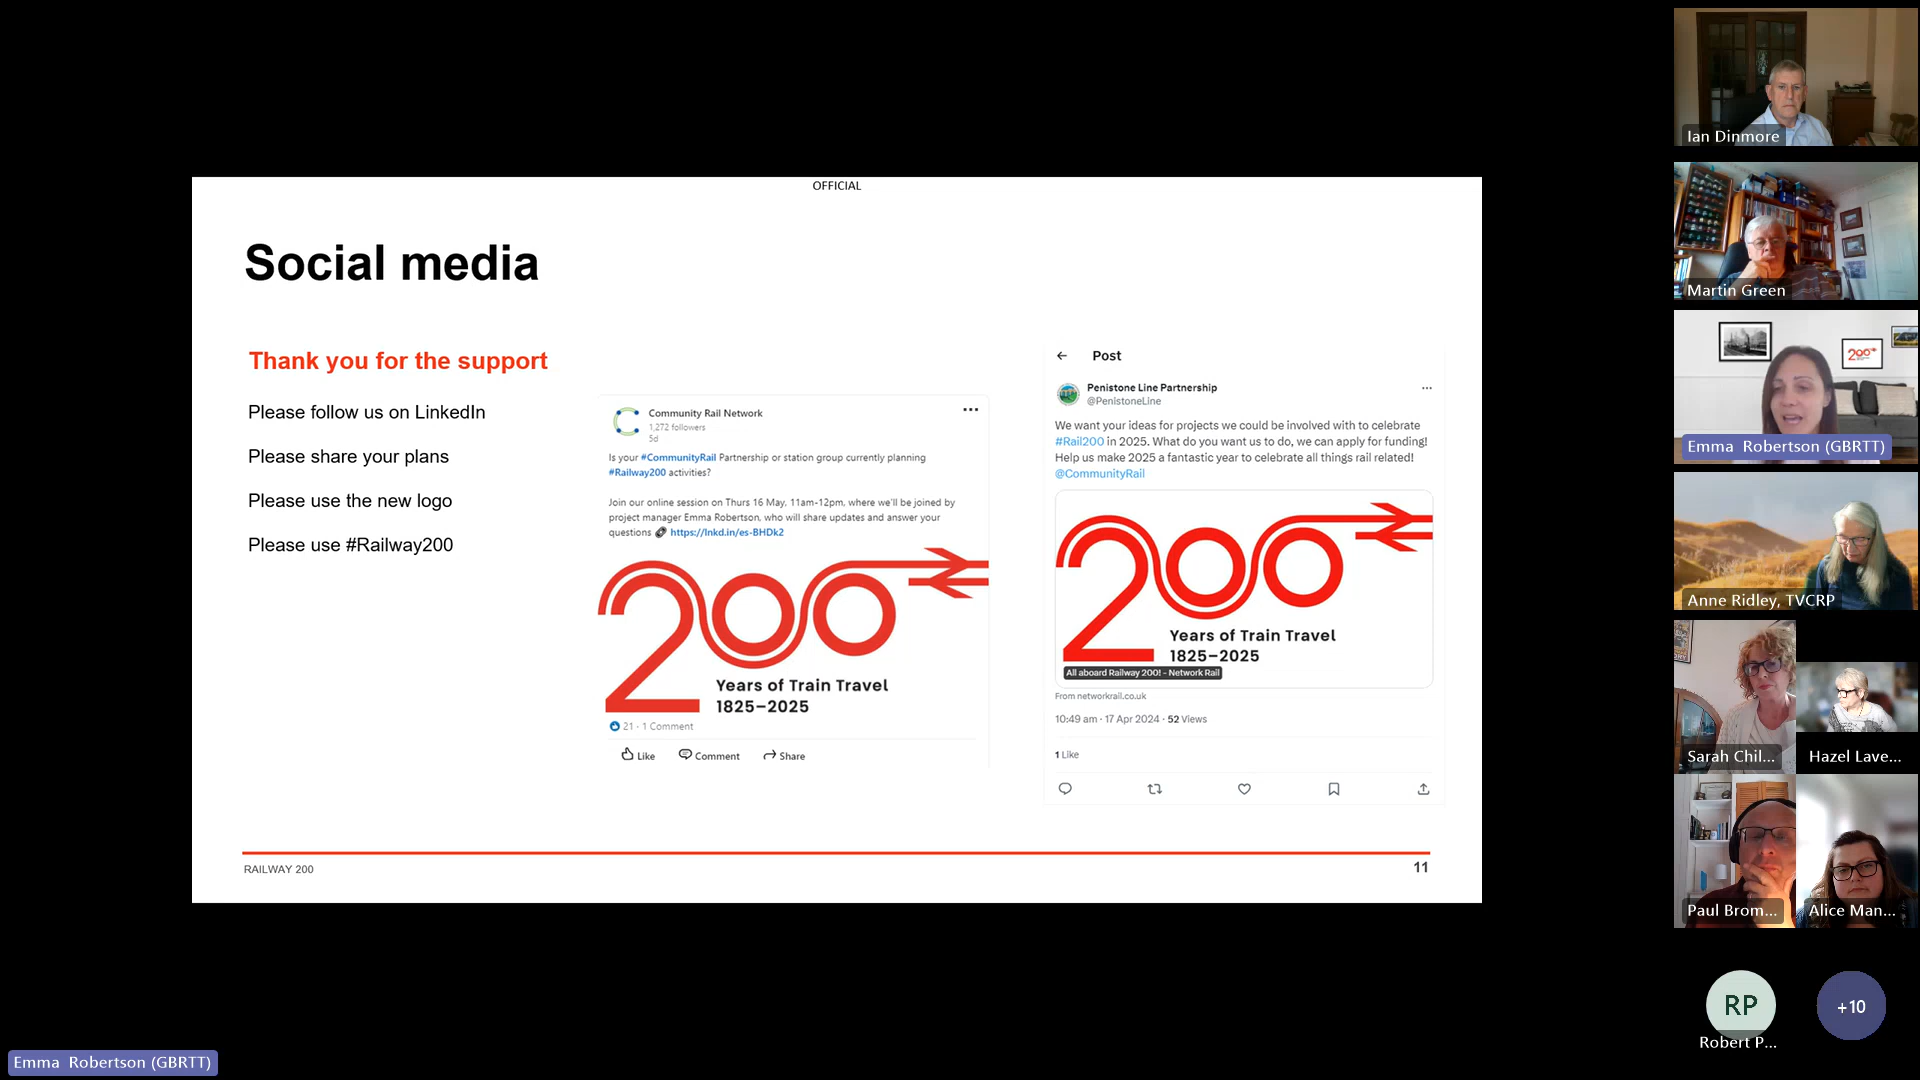 OFFICIAL
Social media
Thank you for the support
Please follow us on LinkedIn
Please share your plans
Please use the new logo
Please use #Railway200
Community Rail Network
1,272 followers
5d
Is your #CommunityRail Partnership or station group currently planning
#Railway200 activities?
Join our online session on Thurs 16 May, 11am-12pm, where we'll be joined by
project manager Emma Robertson, who will share updates and answer your
questions https://lnkd.in/es-BHDk2
200
Years of Train Travel
1825–2025
21 · 1 Comment
Like Comment Share
Post
Penistone Line Partnership
@PenistoneLine
We want your ideas for projects we could be involved with to celebrate
#Rail200 in 2025. What do you want us to do, we can apply for funding!
Help us make 2025 a fantastic year to celebrate all things rail related!
@CommunityRail
200
Years of Train Travel
1825–2025
All aboard Railway 200! - Network Rail
From networkrail.co.uk
10:49 am · 17 Apr 2024 · 52 Views
1 Like
RAILWAY 200
11
Ian Dinmore
Martin Green
200
Emma Robertson (GBRTT)
Anne Ridley, TVCRP
Sarah Chil...
Hazel Lave...
Paul Brom...
Alice Man...
RP
+10
Robert P...
Emma Robertson (GBRTT)